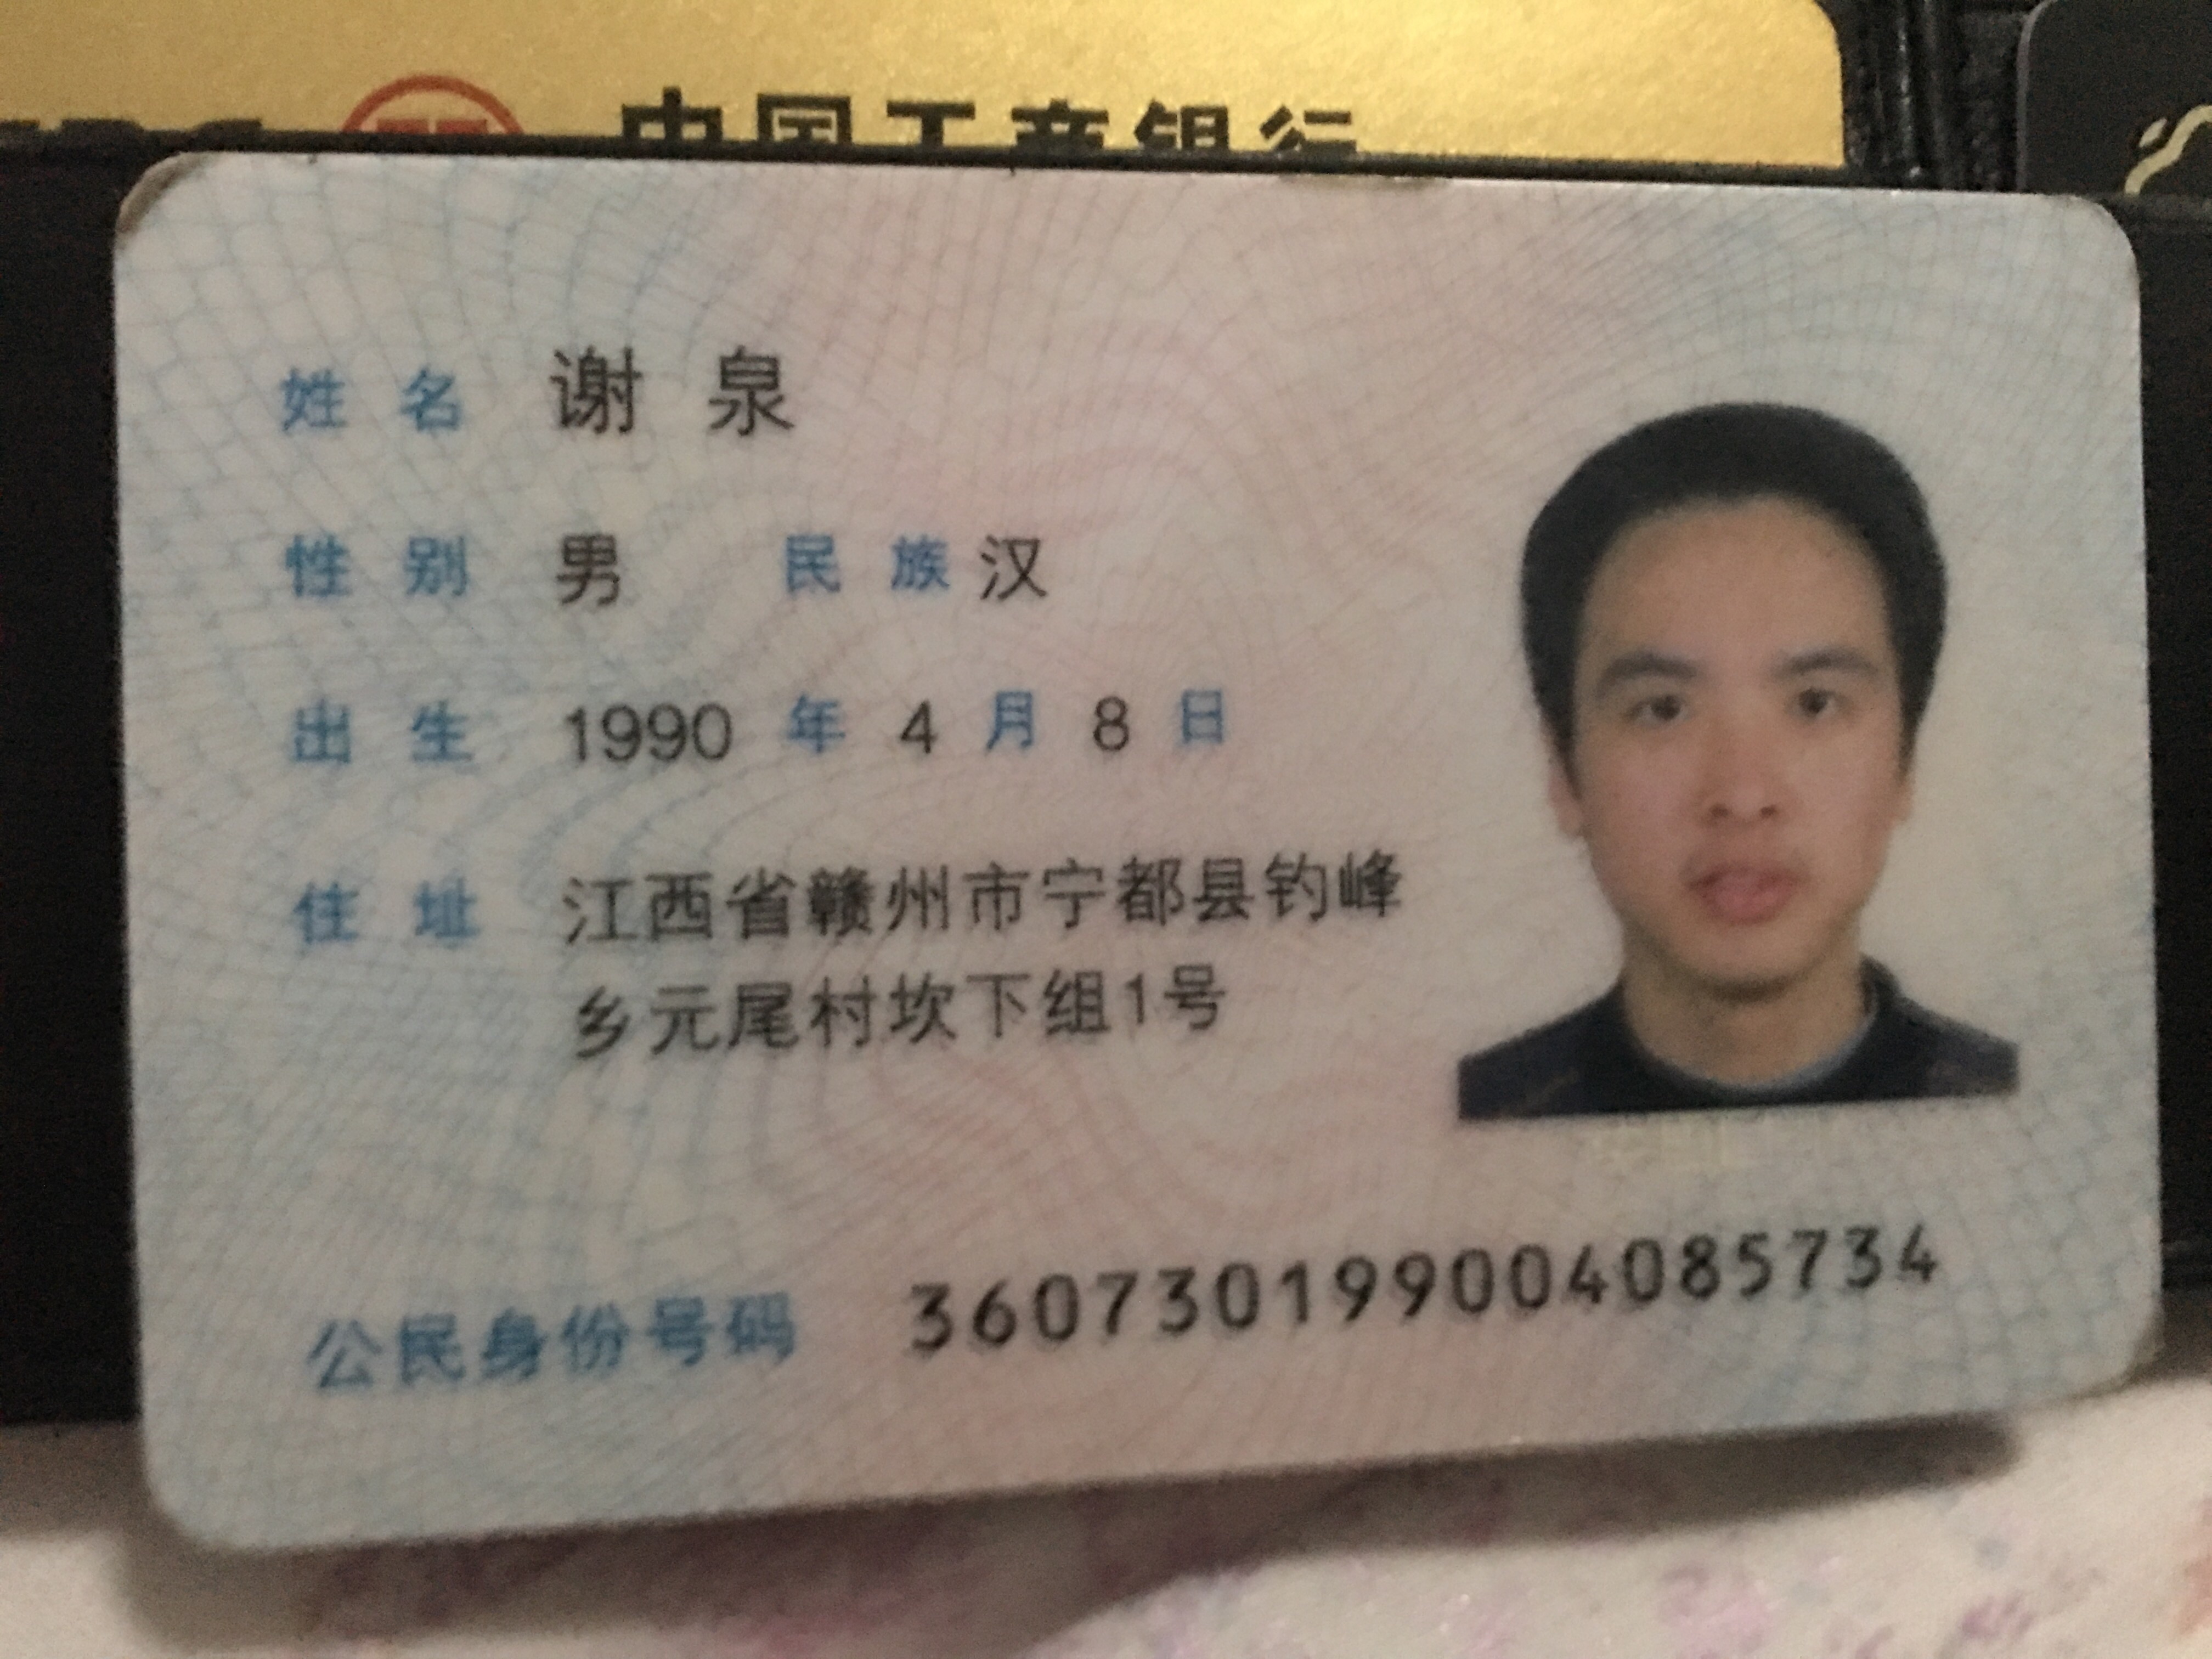 中国工商银行
姓名 谢泉
性别 男 民族 汉
出生 1990 年 4 月 8 日
住址 江西省赣州市宁都县钓峰
乡元尾村坎下组1号
公民身份号码 360730199004085734